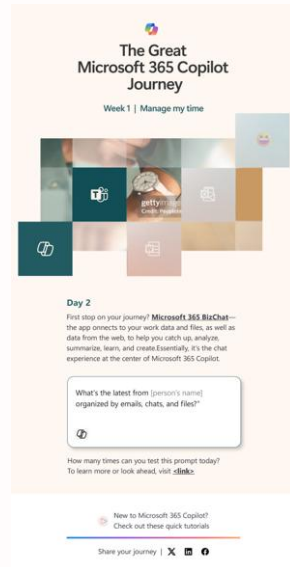 The Great
Microsoft 365 Copilot
Journey
Week 1 | Manage my time
gettyimages
Credit:
Day 2
First stop on your journey? Microsoft 365 BizChat—
the app onnects to your work data and files, as well as
data from the web, to help you catch up, analyze,
summarize, learn, and create.Essentially, it's the chat
experience at the center of Microsoft 365 Copilot.
What's the latest from [person's name]
organized by emails, chats, and files?"
How many times can you test this prompt today?
To learn more or look ahead, visit <link>
New to Microsoft 365 Copilot?
Check out these quick tutorials
Share your journey |